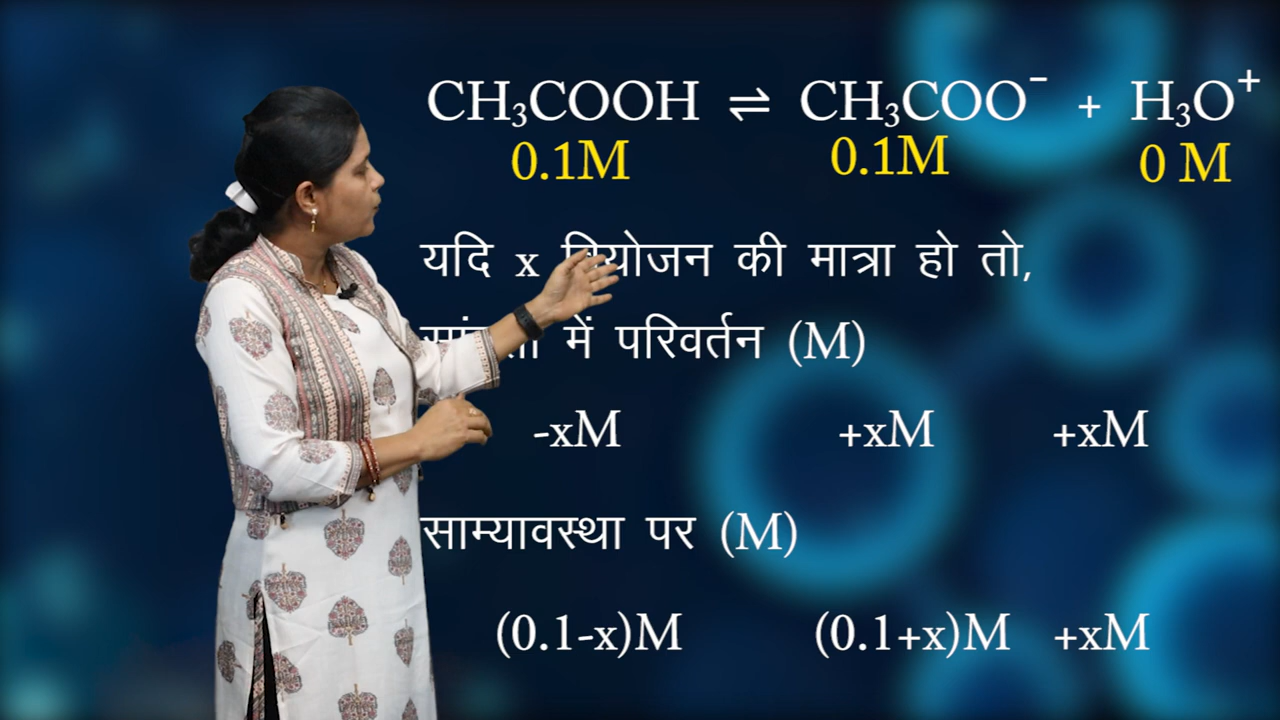 CH₃COOH ⇌ CH₃COO⁻ + H₃O⁺
0.1M 0.1M 0 M
यदि x वियोजन की मात्रा हो तो,
में परिवर्तन (M)
-xM +xM +xM
साम्यावस्था पर (M)
(0.1-x)M (0.1+x)M +xM